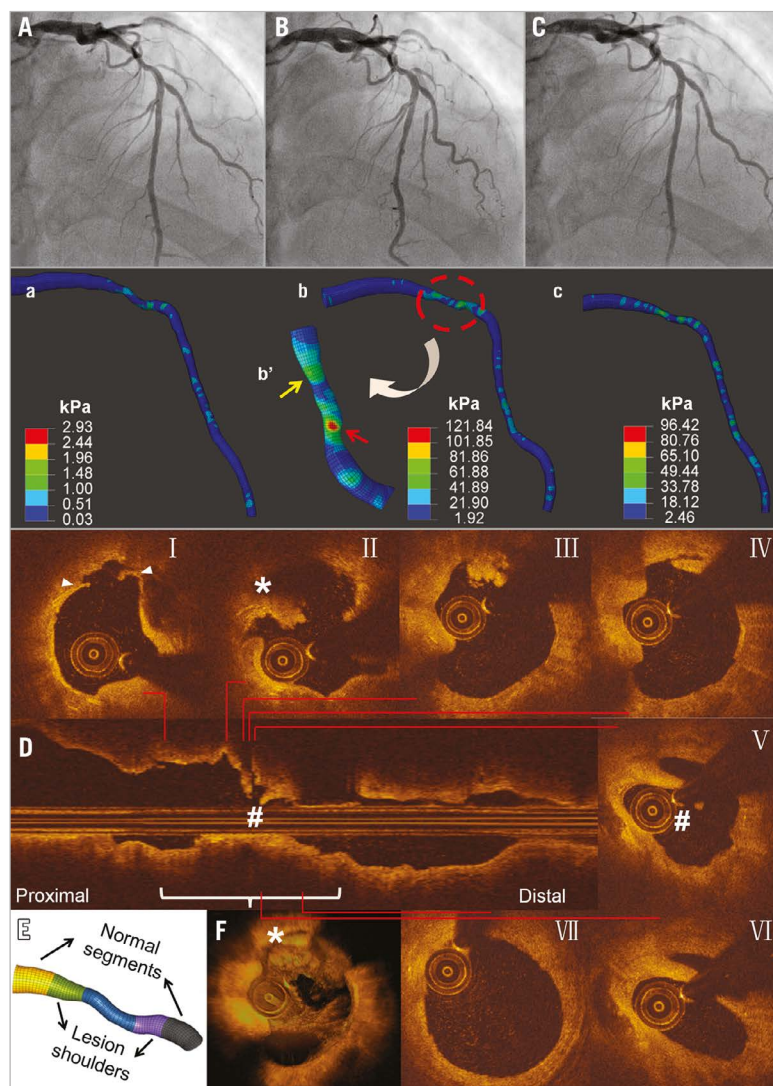 A
B
C
a
b
c
b'
kPa
2.93
2.44
1.96
1.48
1.00
0.51
0.03
kPa
121.84
101.85
81.86
61.88
41.89
21.90
1.92
kPa
96.42
80.76
65.10
49.44
33.78
18.12
2.46
I
II
III
IV
*
D
V
#
#
Proximal
Distal
E
Normal
segments
Lesion
shoulders
F
*
VII
VI